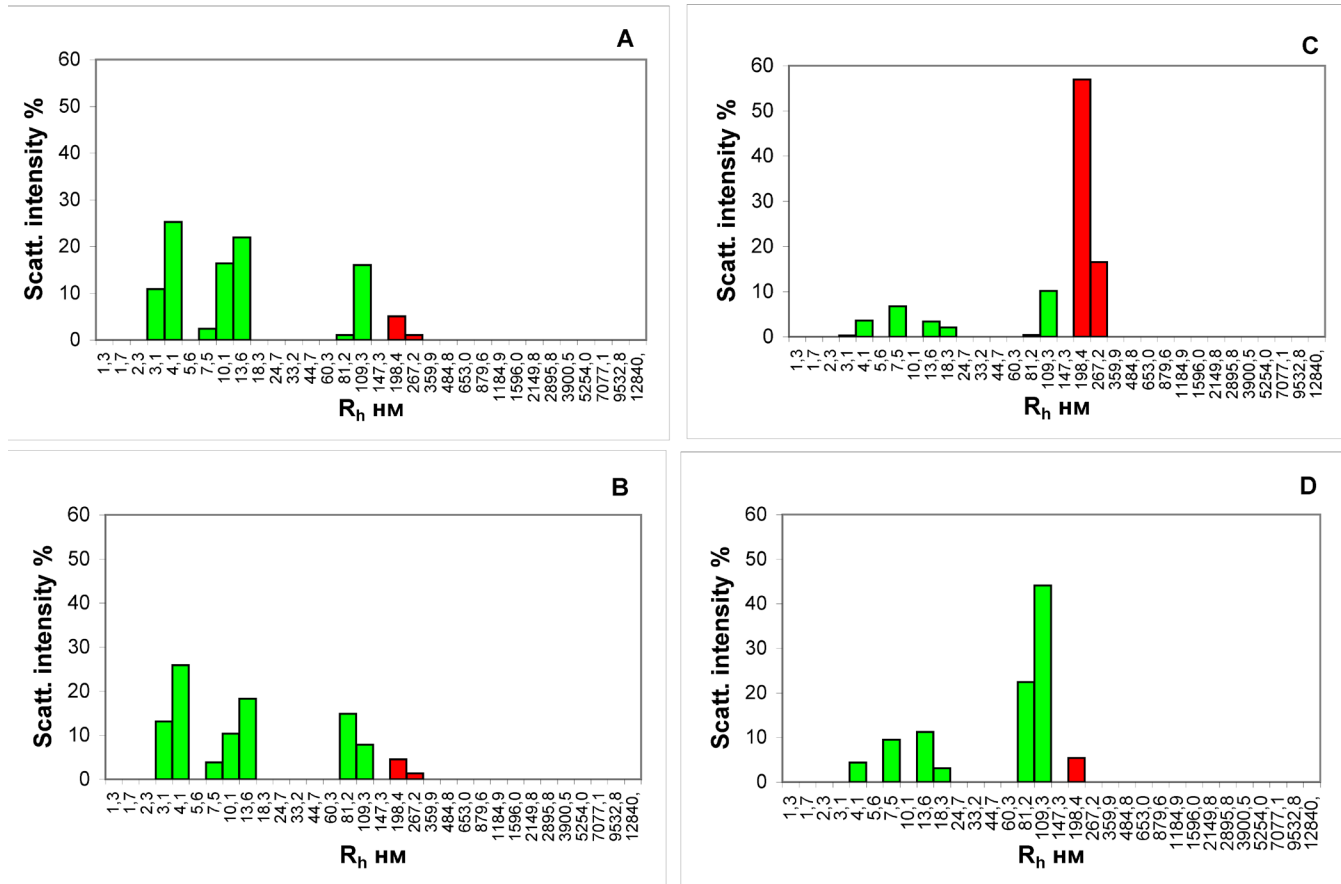 A
Scatt. intensity %
60
50
40
30
20
10
0
1,3 1,7 2,3 3,1 4,1 5,6 7,5 10,1 13,6 18,3 24,7 33,2 44,7 60,3 81,2 109,3 147,3 198,4 267,2 359,9 484,8 653,0 879,6 1184,9 1596,0 2149,8 2895,8 3900,5 5254,0 7077,1 9532,8 12840,
Rh нм
C
Scatt. intensity %
60
50
40
30
20
10
0
1,3 1,7 2,3 3,1 4,1 5,6 7,5 10,1 13,6 18,3 24,7 33,2 44,7 60,3 81,2 109,3 147,3 198,4 267,2 359,9 484,8 653,0 879,6 1184,9 1596,0 2149,8 2895,8 3900,5 5254,0 7077,1 9532,8 12840,
Rh нм
B
Scatt. intensity %
60
50
40
30
20
10
0
1,3 1,7 2,3 3,1 4,1 5,6 7,5 10,1 13,6 18,3 24,7 33,2 44,7 60,3 81,2 109,3 147,3 198,4 267,2 359,9 484,8 653,0 879,6 1184,9 1596,0 2149,8 2895,8 3900,5 5254,0 7077,1 9532,8 12840,
Rh нм
D
Scatt. intensity %
60
50
40
30
20
10
0
1,3 1,7 2,3 3,1 4,1 5,6 7,5 10,1 13,6 18,3 24,7 33,2 44,7 60,3 81,2 109,3 147,3 198,4 267,2 359,9 484,8 653,0 879,6 1184,9 1596,0 2149,8 2895,8 3900,5 5254,0 7077,1 9532,8 12840,
Rh нм